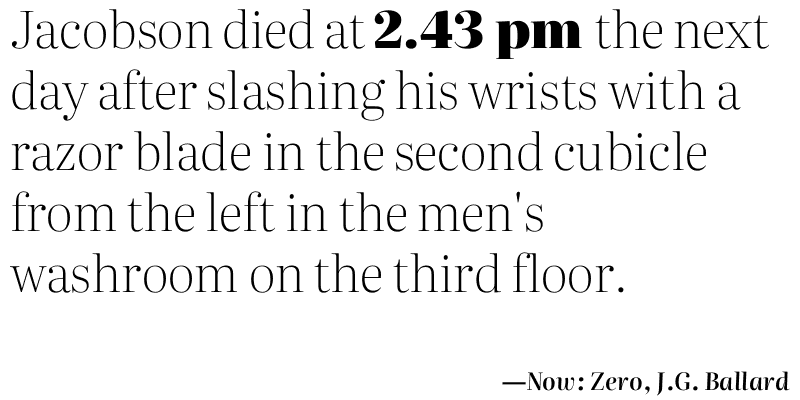 Jacobson died at 2.43 pm the next
day after slashing his wrists with a
razor blade in the second cubicle
from the left in the men's
washroom on the third floor.
—Now: Zero, J.G. Ballard